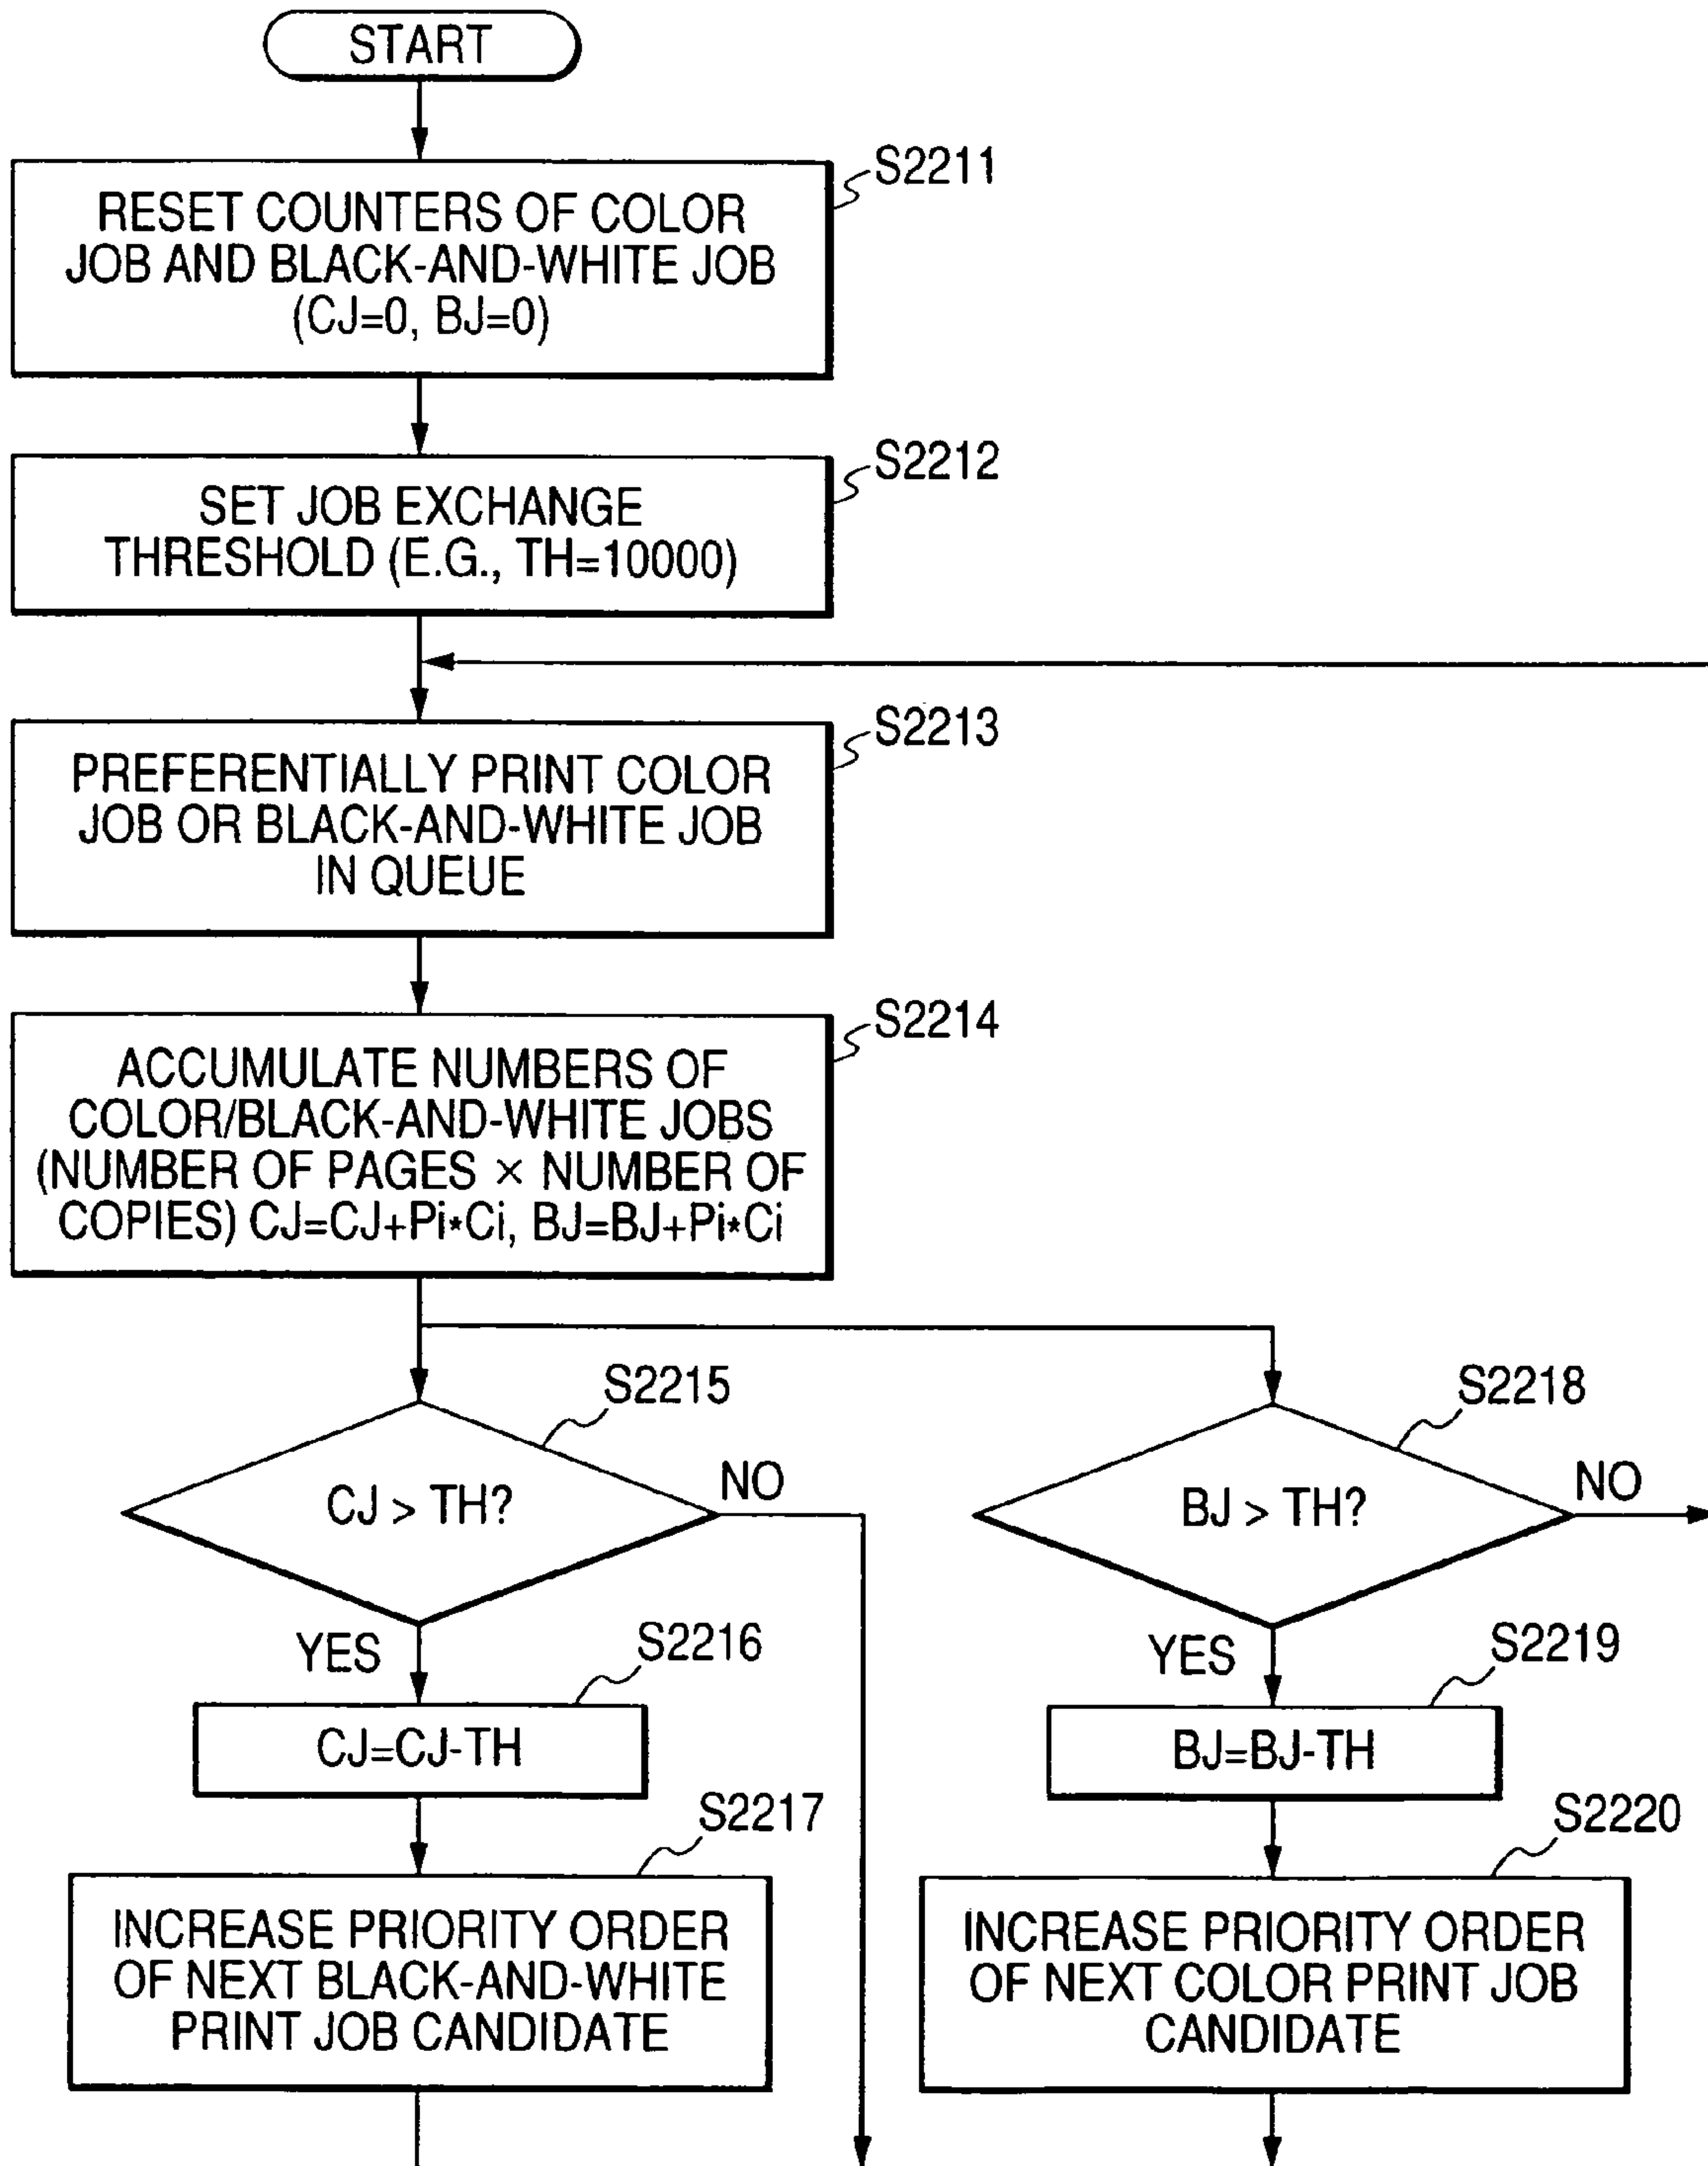 START
S2211
RESET COUNTERS OF COLOR
JOB AND BLACK-AND-WHITE JOB
(CJ=0, BJ=0)
S2212
SET JOB EXCHANGE
THRESHOLD (E.G., TH=10000)
S2213
PREFERENTIALLY PRINT COLOR
JOB OR BLACK-AND-WHITE JOB
IN QUEUE
S2214
ACCUMULATE NUMBERS OF
COLOR/BLACK-AND-WHITE JOBS
(NUMBER OF PAGES × NUMBER OF
COPIES) CJ=CJ+Pi*Ci, BJ=BJ+Pi*Ci
S2215
CJ > TH?
NO
YES
S2216
CJ=CJ-TH
S2217
INCREASE PRIORITY ORDER
OF NEXT BLACK-AND-WHITE
PRINT JOB CANDIDATE
S2218
BJ > TH?
NO
YES
S2219
BJ=BJ-TH
S2220
INCREASE PRIORITY ORDER
OF NEXT COLOR PRINT JOB
CANDIDATE